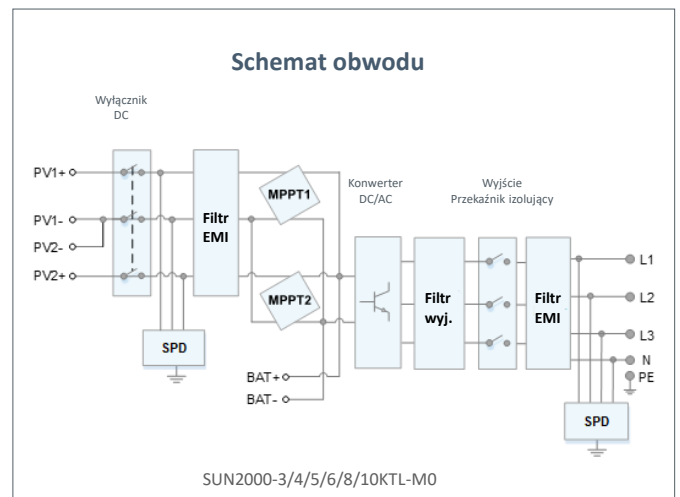 Schemat obwodu
Wyłącznik
DC
PV1+
PV1-
PV2-
PV2+
Filtr
EMI
MPPT1
MPPT2
SPD
BAT+
BAT-
Konwerter
DC/AC
Filtr
wyj.
Wyjście
Przekaźnik izolujący
Filtr
EMI
L1
L2
L3
N
PE
SPD
SUN2000-3/4/5/6/8/10KTL-M0